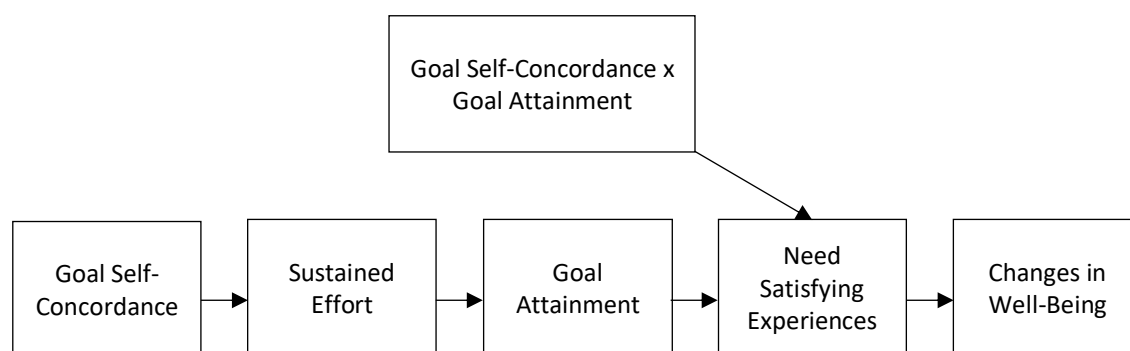 Goal Self-Concordance x
Goal Attainment
Goal Self-
Concordance
Sustained
Effort
Goal
Attainment
Need
Satisfying
Experiences
Changes in
Well-Being